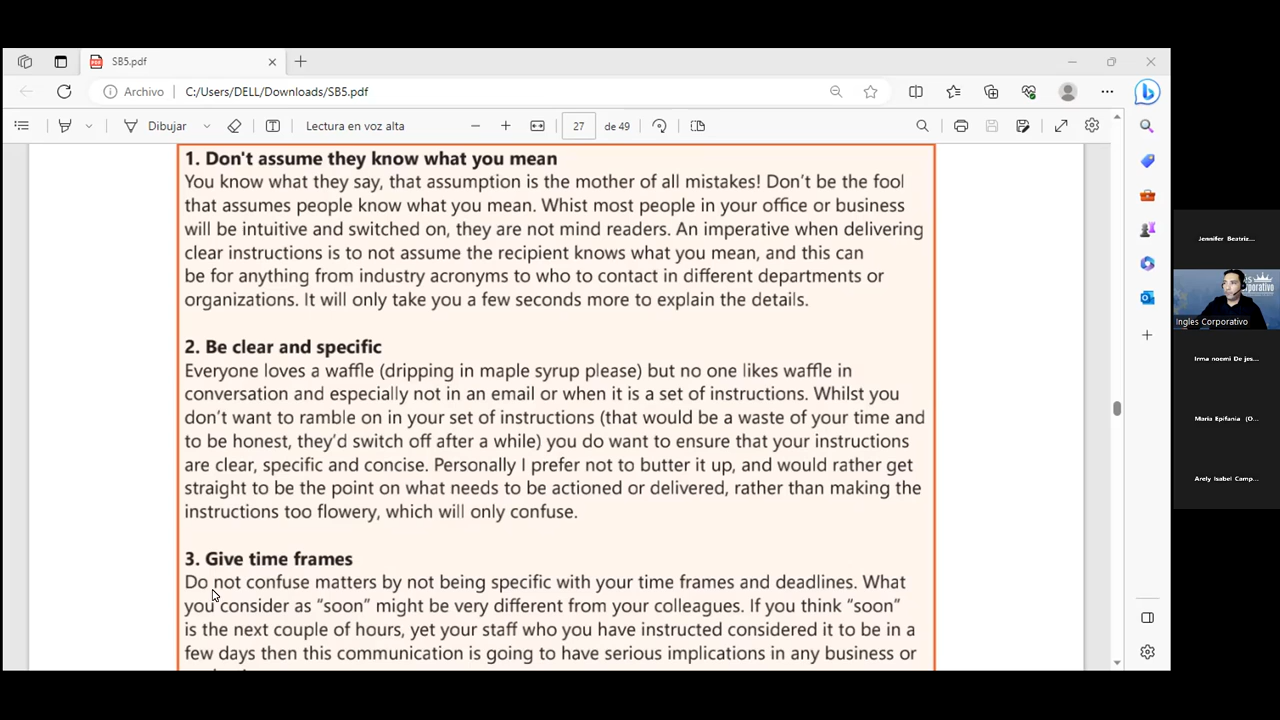 SB5.pdf
Archivo
C:/Users/DELL/Downloads/SB5.pdf
Dibujar
Lectura en voz alta
27
de 49
1. Don't assume they know what you mean
You know what they say, that assumption is the mother of all mistakes! Don't be the fool
that assumes people know what you mean. Whist most people in your office or business
will be intuitive and switched on, they are not mind readers. An imperative when delivering
clear instructions is to not assume the recipient knows what you mean, and this can
be for anything from industry acronyms to who to contact in different departments or
organizations. It will only take you a few seconds more to explain the details.
2. Be clear and specific
Everyone loves a waffle (dripping in maple syrup please) but no one likes waffle in
conversation and especially not in an email or when it is a set of instructions. Whilst you
don't want to ramble on in your set of instructions (that would be a waste of your time and
to be honest, they'd switch off after a while) you do want to ensure that your instructions
are clear, specific and concise. Personally I prefer not to butter it up, and would rather get
straight to be the point on what needs to be actioned or delivered, rather than making the
instructions too flowery, which will only confuse.
3. Give time frames
Do not confuse matters by not being specific with your time frames and deadlines. What
you consider as “soon” might be very different from your colleagues. If you think “soon”
is the next couple of hours, yet your staff who you have instructed considered it to be in a
few days then this communication is going to have serious implications in any business or
Jennifer Beatriz...
Ingles Corporativo
Irma noemi De jes...
Maria Epifania (O...
Arely Isabel Camp...